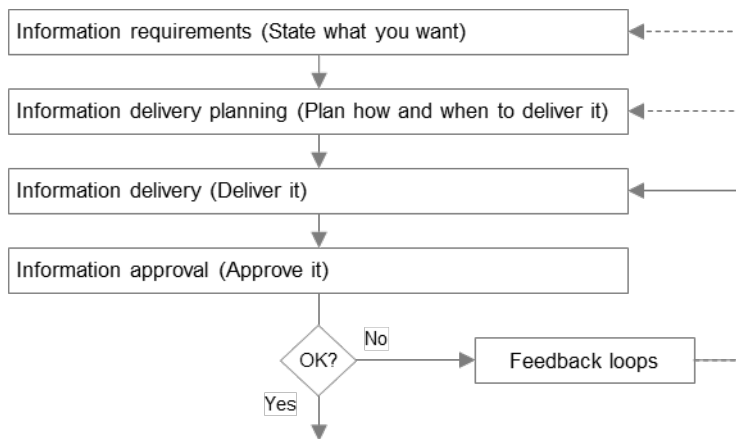 Information requirements (State what you want)
Information delivery planning (Plan how and when to deliver it)
Information delivery (Deliver it)
Information approval (Approve it)
No
OK?
Feedback loops
Yes